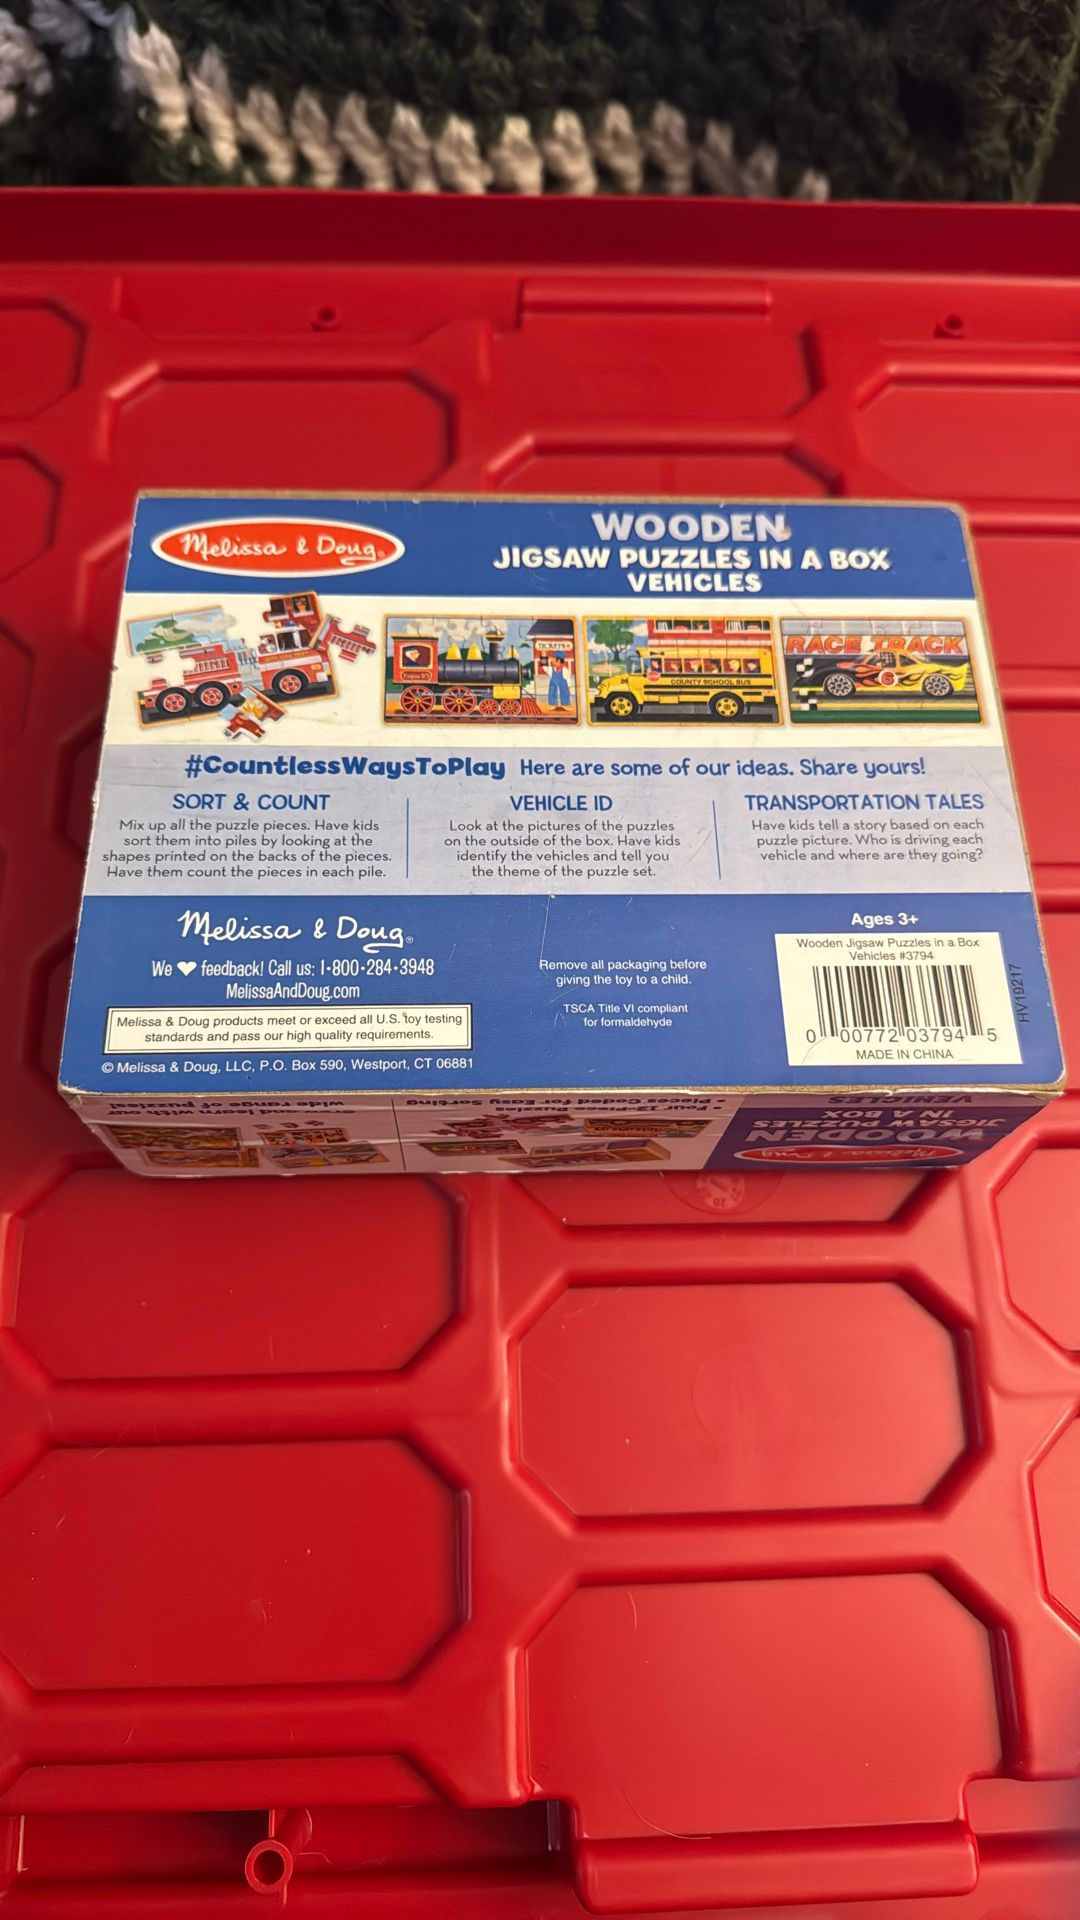 Melissa & Doug®
WOODEN
JIGSAW PUZZLES IN A BOX
VEHICLES
Engine 23
TICKETS
COUNTY SCHOOL BUS
RACE TRACK
6
#CountlessWaysToPlay Here are some of our ideas. Share yours!
SORT & COUNT
Mix up all the puzzle pieces. Have kids
sort them into piles by looking at the
shapes printed on the backs of the pieces.
Have them count the pieces in each pile.
VEHICLE ID
Look at the pictures of the puzzles
on the outside of the box. Have kids
identify the vehicles and tell you
the theme of the puzzle set.
TRANSPORTATION TALES
Have kids tell a story based on each
puzzle picture. Who is driving each
vehicle and where are they going?
Melissa & Doug®
We ♥ feedback! Call us: 1-800-284-3948
MelissaAndDoug.com
Melissa & Doug products meet or exceed all U.S. toy testing
standards and pass our high quality requirements.
© Melissa & Doug, LLC, P.O. Box 590, Westport, CT 06881
Remove all packaging before
giving the toy to a child.
TSCA Title VI compliant
for formaldehyde
Ages 3+
Wooden Jigsaw Puzzles in a Box
Vehicles #3794
0 00772 03794 5
MADE IN CHINA
HV19217
Melissa & Doug
WOODEN
JIGSAW PUZZLES
IN A BOX
VEHICLES
• Four 12-Piece Puzzles
• Pieces Coded for Easy Sorting
Grow and learn with our
wide range of puzzles!